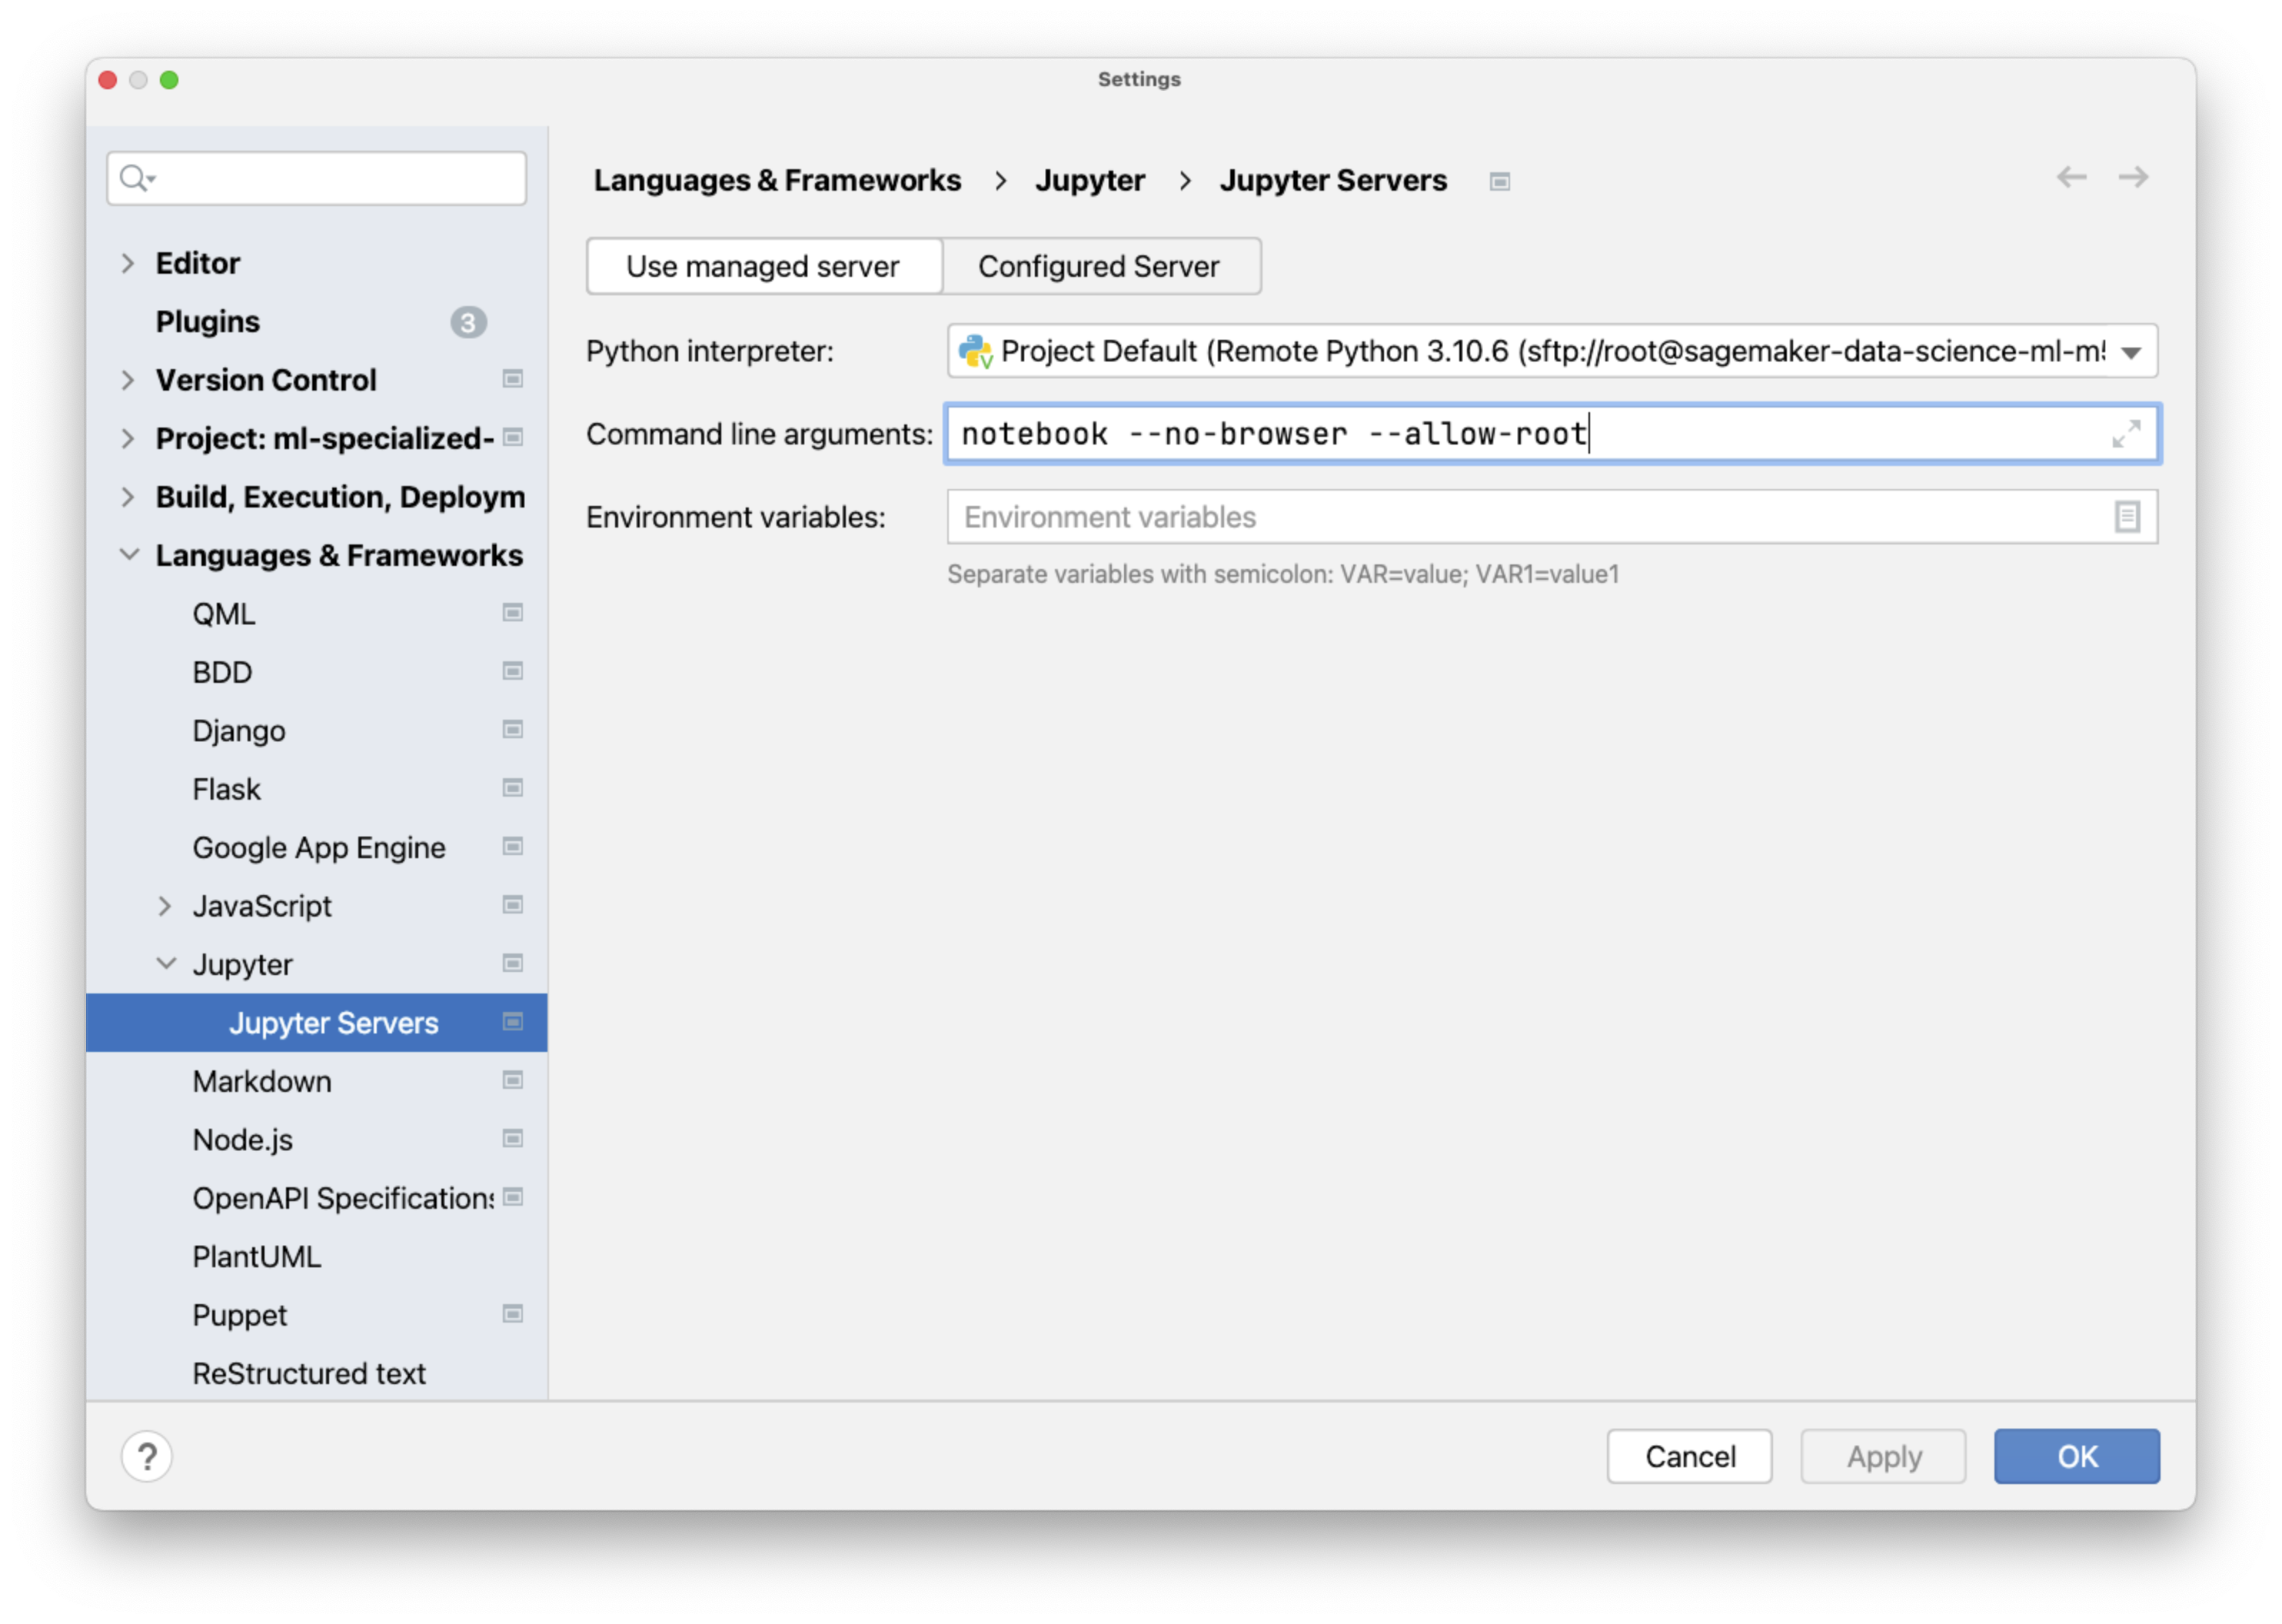 Settings
Languages & Frameworks > Jupyter > Jupyter Servers
Editor
Plugins 3
Version Control
Project: ml-specialized-
Build, Execution, Deploym
Languages & Frameworks
QML
BDD
Django
Flask
Google App Engine
JavaScript
Jupyter
Jupyter Servers
Markdown
Node.js
OpenAPI Specifications
PlantUML
Puppet
ReStructured text
Use managed server Configured Server
Python interpreter: Project Default (Remote Python 3.10.6 (sftp://root@sagemaker-data-science-ml-m5
Command line arguments: notebook --no-browser --allow-root
Environment variables: Environment variables
Separate variables with semicolon: VAR=value; VAR1=value1
? Cancel Apply OK